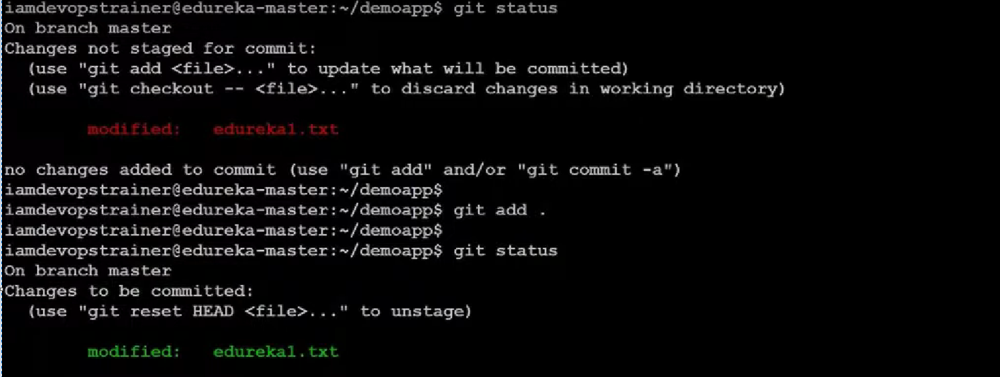 iamdevopstrainer@edureka-master:~/demoapp$ git status
On branch master
Changes not staged for commit:
  (use "git add <file>..." to update what will be committed)
  (use "git checkout -- <file>..." to discard changes in working directory)
        modified:   edureka1.txt
no changes added to commit (use "git add" and/or "git commit -a")
iamdevopstrainer@edureka-master:~/demoapp$
iamdevopstrainer@edureka-master:~/demoapp$ git add .
iamdevopstrainer@edureka-master:~/demoapp$
iamdevopstrainer@edureka-master:~/demoapp$ git status
On branch master
Changes to be committed:
  (use "git reset HEAD <file>..." to unstage)
        modified:   edureka1.txt